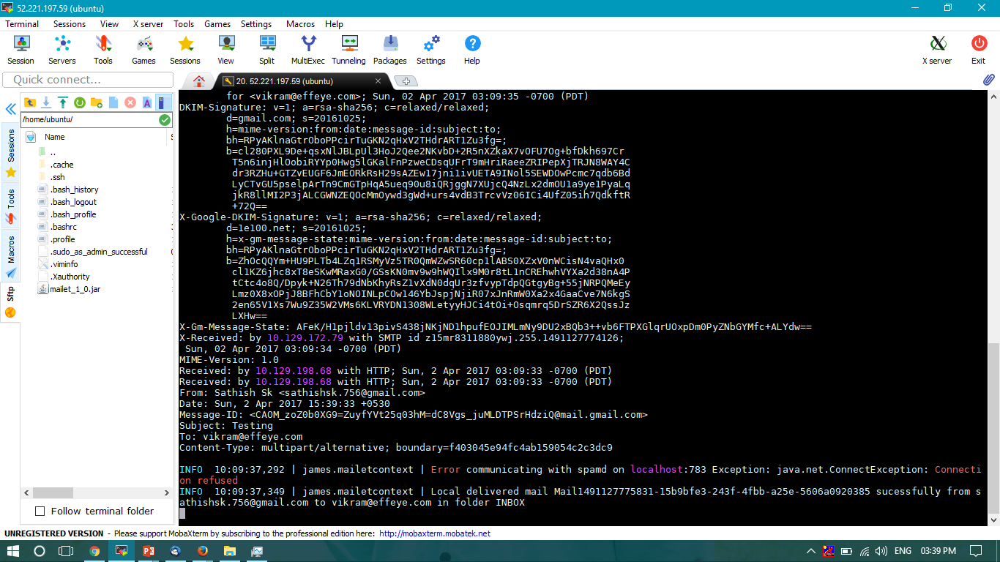 52.221.197.59 (ubuntu)
Terminal Sessions View X server Tools Games Settings Macros Help
Session Servers Tools Games Sessions View Split MultiExec Tunneling Packages Settings Help X server Exit
Quick connect...
20. 52.221.197.59 (ubuntu)
/home/ubuntu/
Name
..
.cache
.ssh
.bash_history
.bash_logout
.bash_profile
.bashrc
.profile
.sudo_as_admin_successful
.viminfo
.Xauthority
mailet_1_0.jar
Sessions
Tools
Macros
Sftp
Follow terminal folder
for <vikram@effeye.com>; Sun, 02 Apr 2017 03:09:35 -0700 (PDT)
DKIM-Signature: v=1; a=rsa-sha256; c=relaxed/relaxed;
d=gmail.com; s=20161025;
h=mime-version:from:date:message-id:subject:to;
bh=RPyAKlnaGtrOboPPcirTuGKN2qHxV2THdrART1Zu3fg=;
b=cl280PXL9De+qsxNlJBLpUl3HoJ2Qee2NKvbD+2R5nXZkaX7vOFU7Og+bfDkh697Cr
T5n6injHlOobiRYYp0Hwg5lGKalFnPzweCDsqUFrT9mHriRaeeZRIPepXjTRJN8WAY4C
dr3RZHu+GTZvEUGF6JmEORkRsH29sAZEw17jni1ivUETA9INol5SEWDOwPcmc7qdb6Bd
LyCTvGU5pselpArTn9CmGTpHqA5ueq90u8iQRjggN7XUjcQ4NzLx2dmOU1a9ye1PyaLq
jkR8llMI2P3jALCGWNZEQOcMmOywd3gWd+urs4vdB3TrcvVz06ICi4UfZ05ih7QdkftR
+72Q==
X-Google-DKIM-Signature: v=1; a=rsa-sha256; c=relaxed/relaxed;
d=1e100.net; s=20161025;
h=x-gm-message-state:mime-version:from:date:message-id:subject:to;
bh=RPyAKlnaGtrOboPPcirTuGKN2qHxV2THdrART1Zu3fg=;
b=ZhOcQQYm+HU9PLTb4LZq1RSMyVz5TR0QmWZwSR60cp1lABS0XZxV0nWCisN4vaQHx0
cl1KZ6jhc8xT8eSKwMRaxG0/GSsKN0mv9w9hWQIlx9M0r8tL1nCREhwhVYXa2d38nA4P
tCtc4o8Q/Dpyk+N26Th79dNbKhyRsZ1vXdN0dqUr3zfvypTdpQGtgyBg+55jNRPQMeEy
Lmz0X8xOPjJ8BFhCbY1oNOINLpCOw146YbJspjNjiR07xJnRmW0Xa2x4GaaCve7N6kgS
2en65V1Xs7Wu9Z35W2VMs6KLVRYDN1308WLetyyHJCi4tOi+Osqmrq5DrSZR6X2QssJz
LXHw==
X-Gm-Message-State: AFeK/H1pjldv13pivS438jNKjND1hpufEOJIMLmNy9DU2xBQb3++vb6FTPXGlqrUOxpDm0PyZNbGYMfc+ALYdw==
X-Received: by 10.129.172.79 with SMTP id z15mr8311880ywj.255.1491127774126;
Sun, 02 Apr 2017 03:09:34 -0700 (PDT)
MIME-Version: 1.0
Received: by 10.129.198.68 with HTTP; Sun, 2 Apr 2017 03:09:33 -0700 (PDT)
Received: by 10.129.198.68 with HTTP; Sun, 2 Apr 2017 03:09:33 -0700 (PDT)
From: Sathish Sk <sathishsk.756@gmail.com>
Date: Sun, 2 Apr 2017 15:39:33 +0530
Message-ID: <CAOM_zoZ0b0XG9=ZuyfYVt25q03hM=dC8Vgs_juMLDTPSrHdziQ@mail.gmail.com>
Subject: Testing
To: vikram@effeye.com
Content-Type: multipart/alternative; boundary=f403045e94fc4ab159054c2c3dc9
INFO 10:09:37,292 | james.mailetcontext | Error communicating with spamd on localhost:783 Exception: java.net.ConnectException: Connecti
on refused
INFO 10:09:37,349 | james.mailetcontext | Local delivered mail Mail1491127775831-15b9bfe3-243f-4fbb-a25e-5606a0920385 sucessfully from s
athishsk.756@gmail.com to vikram@effeye.com in folder INBOX
UNREGISTERED VERSION - Please support MobaXterm by subscribing to the professional edition here: http://mobaxterm.mobatek.net
ENG 03:39 PM